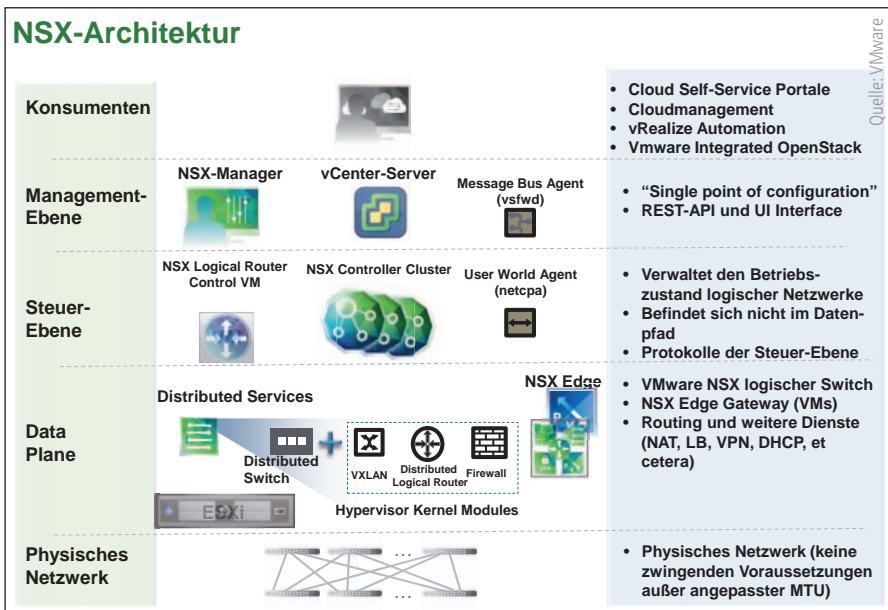 NSX-Architektur
Quelle: VMware
Konsumenten
• Cloud Self-Service Portale
• Cloudmanagement
• vRealize Automation
• Vmware Integrated OpenStack
Management-
Ebene
NSX-Manager
vCenter-Server
Message Bus Agent
(vsfwd)
• “Single point of configuration”
• REST-API und UI Interface
Steuer-
Ebene
NSX Logical Router
Control VM
NSX Controller Cluster
User World Agent
(netcpa)
• Verwaltet den Betriebs-
zustand logischer Netzwerke
• Befindet sich nicht im Daten-
pfad
• Protokolle der Steuer-Ebene
Data
Plane
Distributed Services
Distributed
Switch
VXLAN
Distributed
Logical Router
Firewall
ESXi
Hypervisor Kernel Modules
NSX Edge
• VMware NSX logischer Switch
• NSX Edge Gateway (VMs)
• Routing und weitere Dienste
(NAT, LB, VPN, DHCP, et
cetera)
Physisches
Netzwerk
...
...
• Physisches Netzwerk (keine
zwingenden Voraussetzungen
außer angepasster MTU)